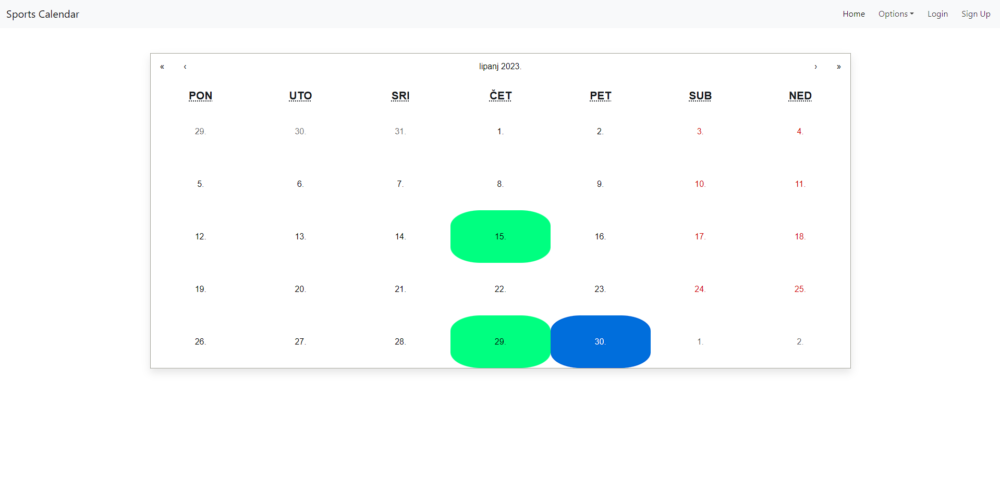 Sports Calendar Home Options Login Sign Up
« ‹ lipanj 2023. › »
PON UTO SRI ČET PET SUB NED
29. 30. 31. 1. 2. 3. 4.
5. 6. 7. 8. 9. 10. 11.
12. 13. 14. 15. 16. 17. 18.
19. 20. 21. 22. 23. 24. 25.
26. 27. 28. 29. 30. 1. 2.